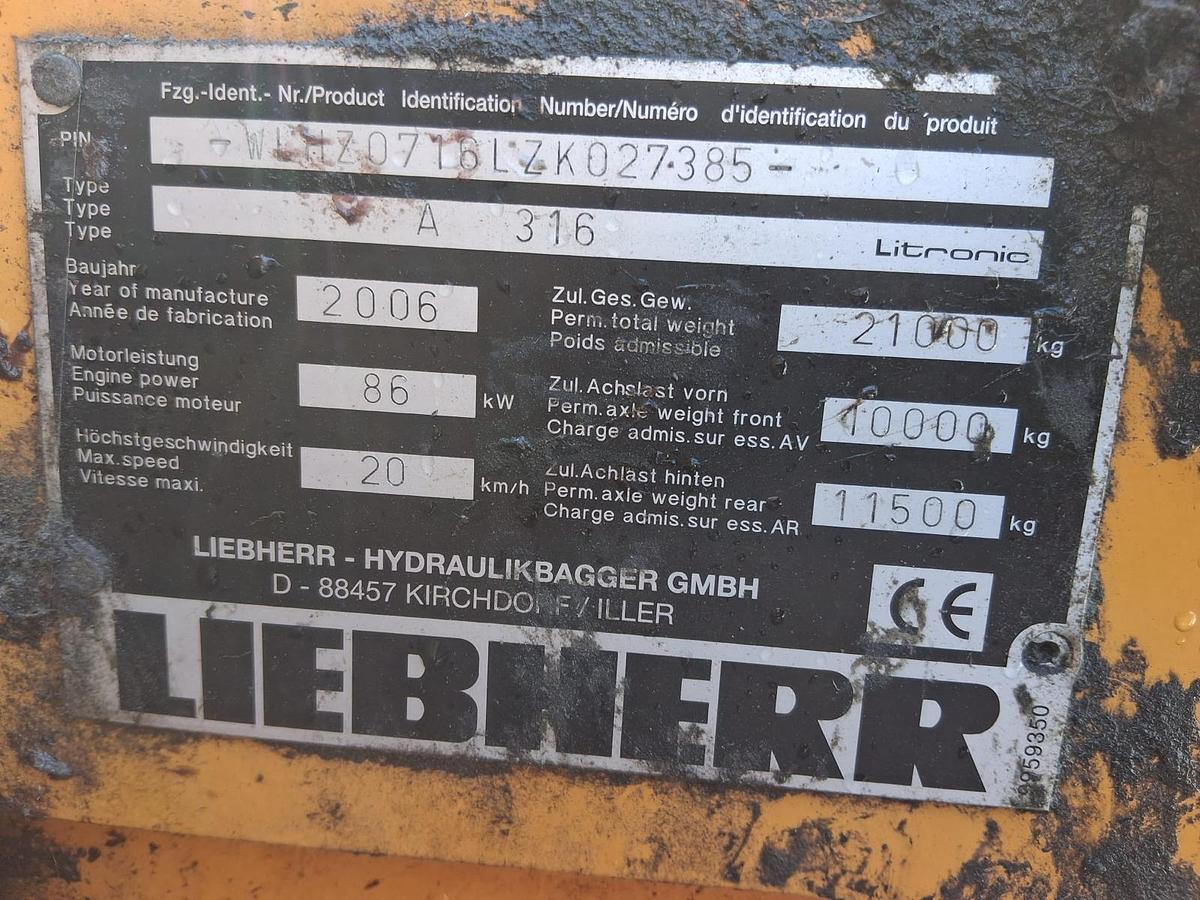 Fzg.-Ident.- Nr./Product Identification Number/Numéro d'identification du produit
PIN -WLHZ0716LZK027385-
Type
Type A 316 Litronic
Type
Baujahr
Year of manufacture 2006
Année de fabrication
Zul.Ges.Gew.
Perm.total weight 21000 kg
Poids admissible
Motorleistung
Engine power 86 kW
Puissance moteur
Zul.Achslast vorn
Perm.axle weight front 10000 kg
Charge admis.sur ess.AV
Höchstgeschwindigkeit
Max.speed 20 km/h
Vitesse maxi.
Zul.Achlast hinten
Perm.axle weight rear 11500 kg
Charge admis.sur ess.AR
LIEBHERR - HYDRAULIKBAGGER GMBH
D - 88457 KIRCHDORF / ILLER
CE
LIEBHERR